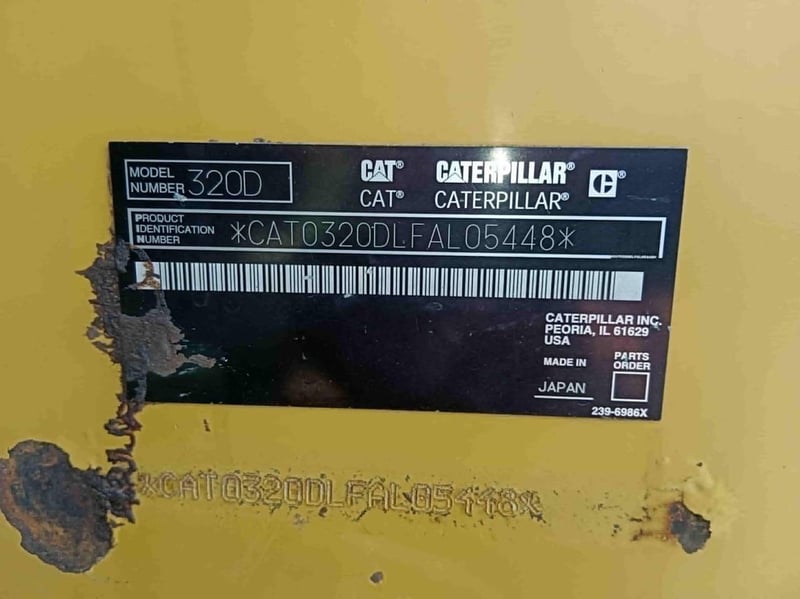 MODEL NUMBER 320D
CAT® CATERPILLAR® C®
CAT® CATERPILLAR®
PRODUCT IDENTIFICATION NUMBER *CAT0320DLFAL05448*
CATERPILLAR INC.
PEORIA, IL 61629
USA
MADE IN JAPAN
PARTS ORDER
239-6986X
*CAT0320DLFAL05448*